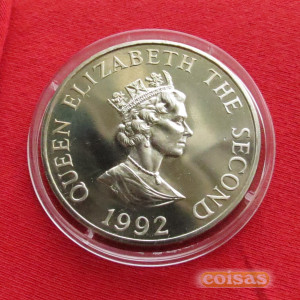 QUEEN ELIZABETH THE SECOND
1992
coisas